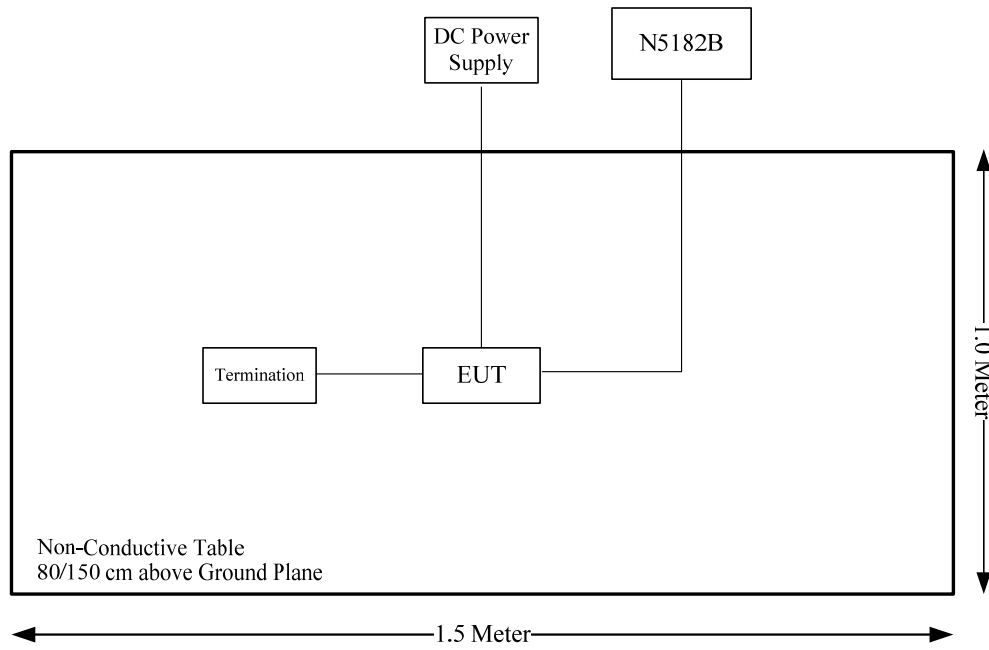 DC Power
Supply
N5182B
Termination
EUT
1.0 Meter
Non-Conductive Table
80/150 cm above Ground Plane
1.5 Meter